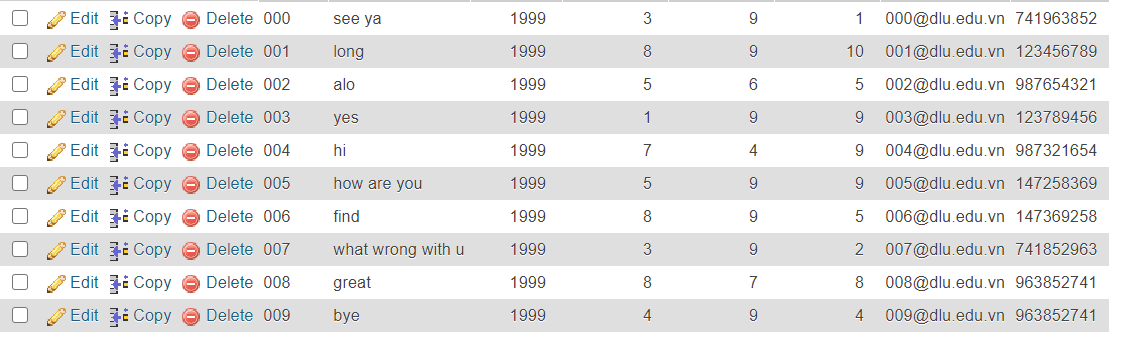 Edit Copy Delete 000 see ya 1999 3 9 1 000@dlu.edu.vn 741963852
Edit Copy Delete 001 long 1999 8 9 10 001@dlu.edu.vn 123456789
Edit Copy Delete 002 alo 1999 5 6 5 002@dlu.edu.vn 987654321
Edit Copy Delete 003 yes 1999 1 9 9 003@dlu.edu.vn 123789456
Edit Copy Delete 004 hi 1999 7 4 9 004@dlu.edu.vn 987321654
Edit Copy Delete 005 how are you 1999 5 9 9 005@dlu.edu.vn 147258369
Edit Copy Delete 006 find 1999 8 9 5 006@dlu.edu.vn 147369258
Edit Copy Delete 007 what wrong with u 1999 3 9 2 007@dlu.edu.vn 741852963
Edit Copy Delete 008 great 1999 8 7 8 008@dlu.edu.vn 963852741
Edit Copy Delete 009 bye 1999 4 9 4 009@dlu.edu.vn 963852741